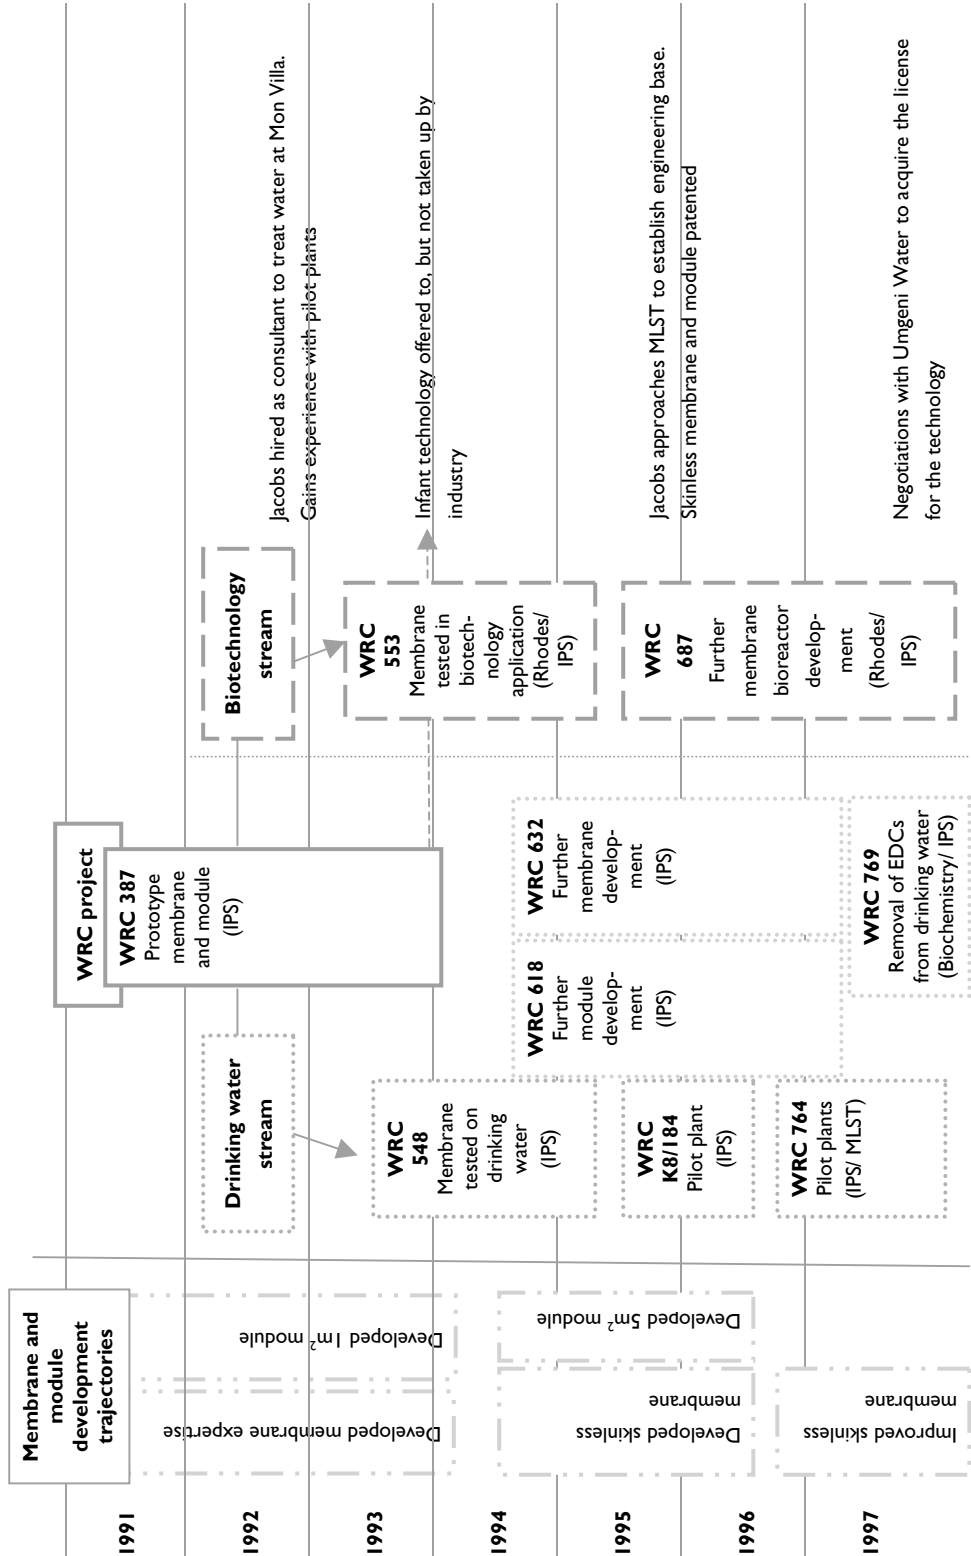 Membrane and
module
development
trajectories
WRC project
1991
1992
1993
1994
1995
1996
1997
Developed membrane expertise
Developed 1m² module
Developed skinless
membrane
Developed 5m² module
Improved skinless
membrane
Drinking water
stream
WRC 387
Prototype
membrane
and module
(IPS)
Biotechnology
stream
WRC
548
Membrane
tested on
drinking
water
(IPS)
WRC
K8/184
Pilot plant
(IPS)
WRC 764
Pilot plants
(IPS/ MLST)
WRC 618
Further
module
develop-
ment
(IPS)
WRC 632
Further
membrane
develop-
ment
(IPS)
WRC 769
Removal of EDCs
from drinking water
(Biochemistry/ IPS)
WRC
553
Membrane
tested in
biotech-
nology
application
(Rhodes/
IPS)
WRC
687
Further
membrane
bioreactor
develop-
ment
(Rhodes/
IPS)
Jacobs hired as consultant to treat water at Mon Villa.
Gains experience with pilot plants
Infant technology offered to, but not taken up by
industry
Jacobs approaches MLST to establish engineering base.
Skinless membrane and module patented
Negotiations with Umgeni Water to acquire the license
for the technology